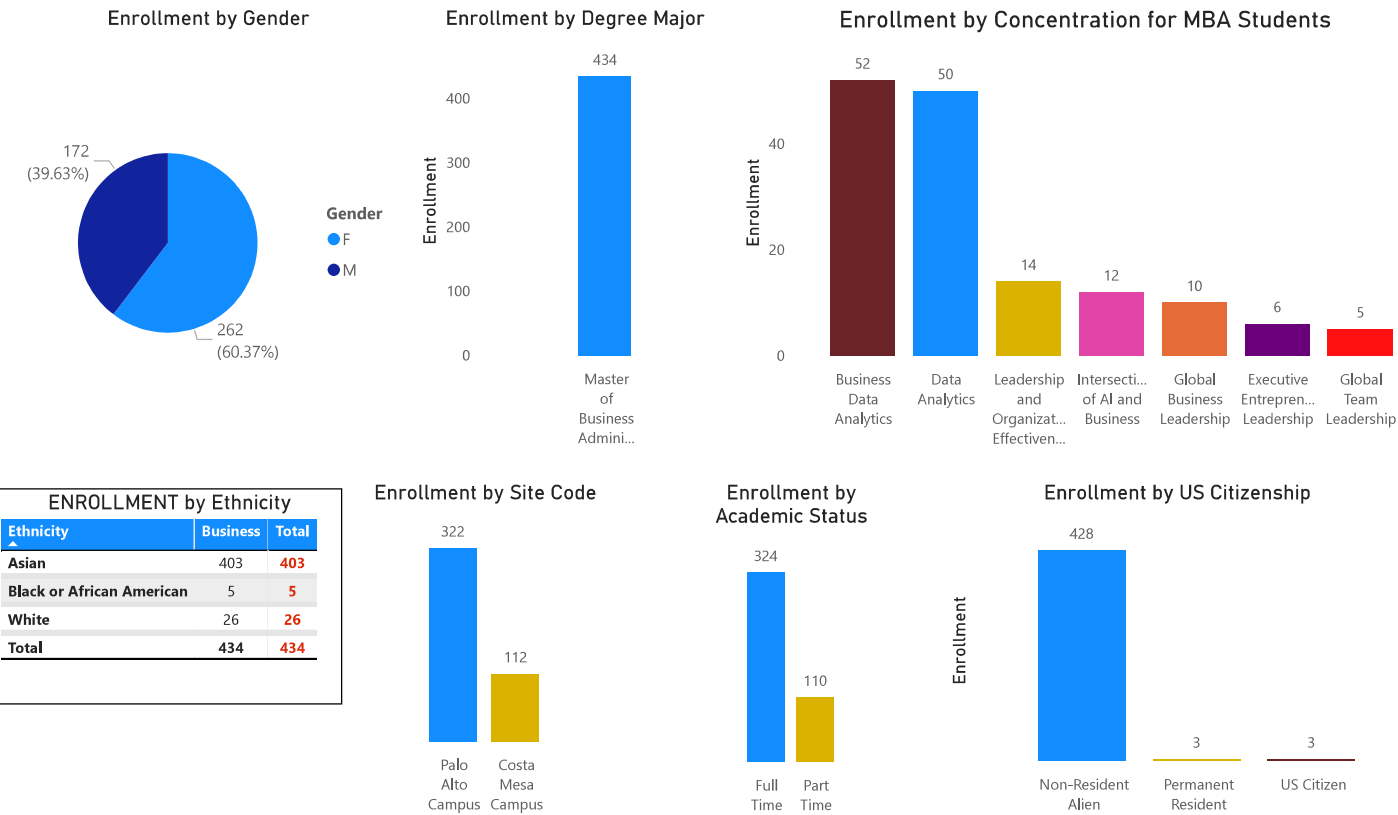 Enrollment by Gender
172
(39.63%)
262
(60.37%)
Gender
F
M
Enrollment by Degree Major
Enrollment
400
300
200
100
0
434
Master
of
Business
Admini...
Enrollment by Concentration for MBA Students
Enrollment
40
20
0
52
50
14
12
10
6
5
Business
Data
Analytics
Data
Analytics
Leadership
and
Organizat...
Effectiven...
Intersecti...
of AI and
Business
Global
Business
Leadership
Executive
Entrepren...
Leadership
Global
Team
Leadership
ENROLLMENT by Ethnicity
Ethnicity Business Total
Asian 403 403
Black or African American 5 5
White 26 26
Total 434 434
Enrollment by Site Code
322
112
Palo
Alto
Campus
Costa
Mesa
Campus
Enrollment by
Academic Status
324
110
Full
Time
Part
Time
Enrollment by US Citizenship
Enrollment
428
3
3
Non-Resident
Alien
Permanent
Resident
US Citizen